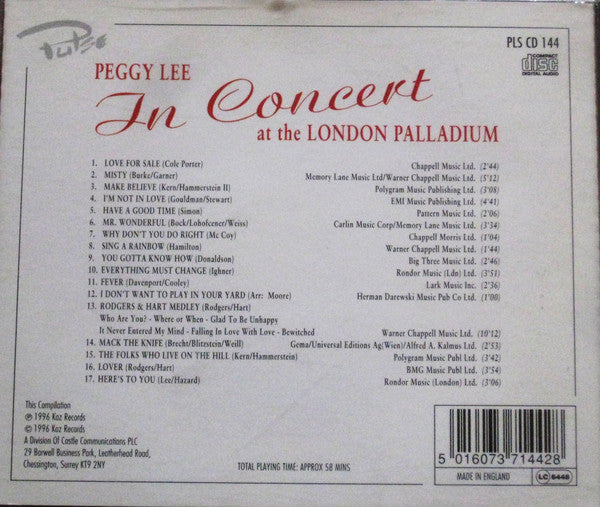 Pulse
PLS CD 144
COMPACT
disc
DIGITAL AUDIO
PEGGY LEE
In Concert
at the LONDON PALLADIUM
1. LOVE FOR SALE (Cole Porter) Chappell Music Ltd. (2'44)
2. MISTY (Burke/Garner) Memory Lane Music Ltd/Warner Chappell Music Ltd. (5'12)
3. MAKE BELIEVE (Kern/Hammerstein II) Polygram Music Publishing Ltd. (3'08)
4. I'M NOT IN LOVE (Gouldman/Stewart) EMI Music Publishing Ltd. (4'41)
5. HAVE A GOOD TIME (Simon) Pattern Music Ltd. (2'06)
6. MR. WONDERFUL (Bock/Lohofcener/Weiss) Carlin Music Corp/Memory Lane Music Ltd. (3'34)
7. WHY DON'T YOU DO RIGHT (Mc Coy) Chappell Morris Ltd. (1'04)
8. SING A RAINBOW (Hamilton) Warner Chappell Music Ltd. (1'44)
9. YOU GOTTA KNOW HOW (Donaldson) Big Three Music Ltd. (2'46)
10. EVERYTHING MUST CHANGE (Ighner) Rondor Music (Ldn) Ltd. (3'51)
11. FEVER (Davenport/Cooley) Lark Music Inc. (2'36)
12. I DON'T WANT TO PLAY IN YOUR YARD (Arr: Moore) Herman Darewski Music Pub Co Ltd. (1'00)
13. RODGERS & HART MEDLEY (Rodgers/Hart)
Who Are You? - Where or When - Glad To Be Unhappy
It Never Entered My Mind - Falling In Love With Love - Bewitched Warner Chappell Music Ltd. (10'12)
14. MACK THE KNIFE (Brecht/Blitzstein/Weill) Gema/Universal Editions Ag(Wien)/Alfred A. Kalmus Ltd. (2'53)
15. THE FOLKS WHO LIVE ON THE HILL (Kern/Hammerstein) Polygram Music Publ Ltd. (3'42)
16. LOVER (Rodgers/Hart) BMG Music Publ Ltd. (3'54)
17. HERE'S TO YOU (Lee/Hazard) Rondor Music (London) Ltd. (3'06)
This Compilation
℗ 1996 Kaz Records
© 1996 Kaz Records
A Division Of Castle Communications PLC
29 Barwell Business Park, Leatherhead Road,
Chessington, Surrey KT9 2NY
TOTAL PLAYING TIME: APPROX 58 MINS
5 016073 714428
MADE IN ENGLAND
LC 6448